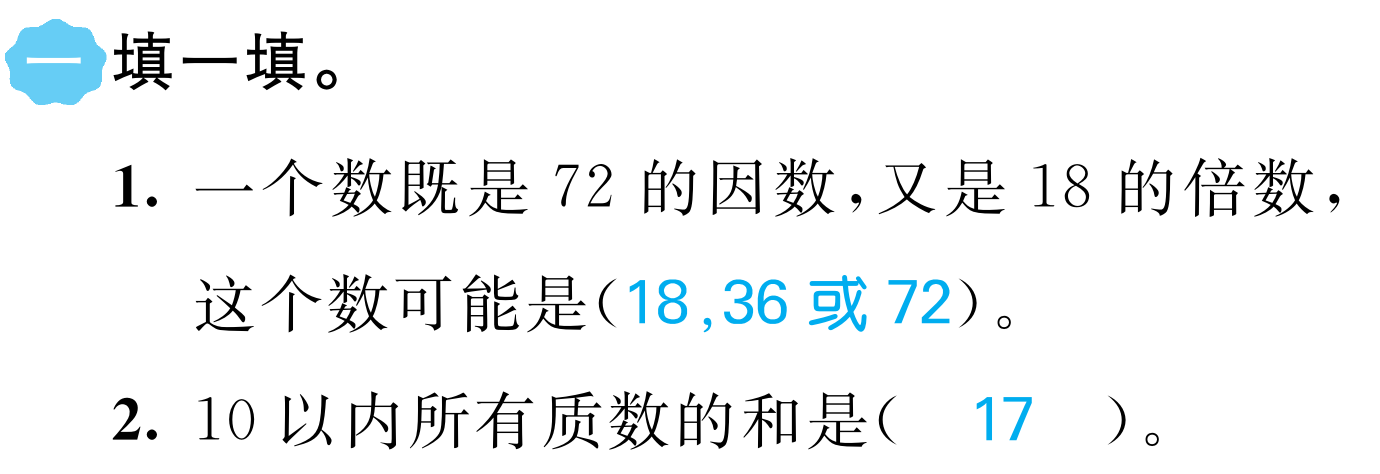 一 填一填。
1. 一个数既是 72 的因数,又是 18 的倍数,
这个数可能是(18,36 或 72)。
2. 10 以内所有质数的和是( 17 )。